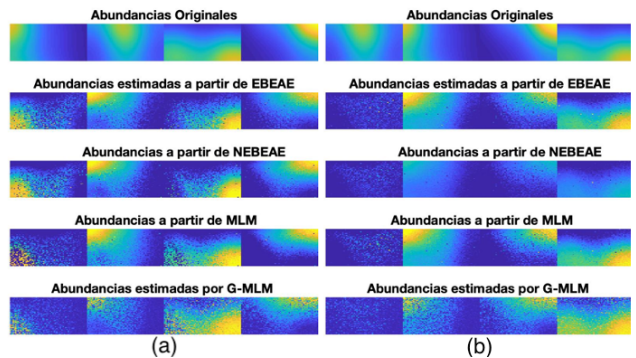 Abundancias Originales
Abundancias estimadas a partir de EBEAE
Abundancias a partir de NEBEAE
Abundancias a partir de MLM
Abundancias estimadas por G-MLM
(a)
Abundancias Originales
Abundancias estimadas a partir de EBEAE
Abundancias a partir de NEBEAE
Abundancias a partir de MLM
Abundancias estimadas por G-MLM
(b)